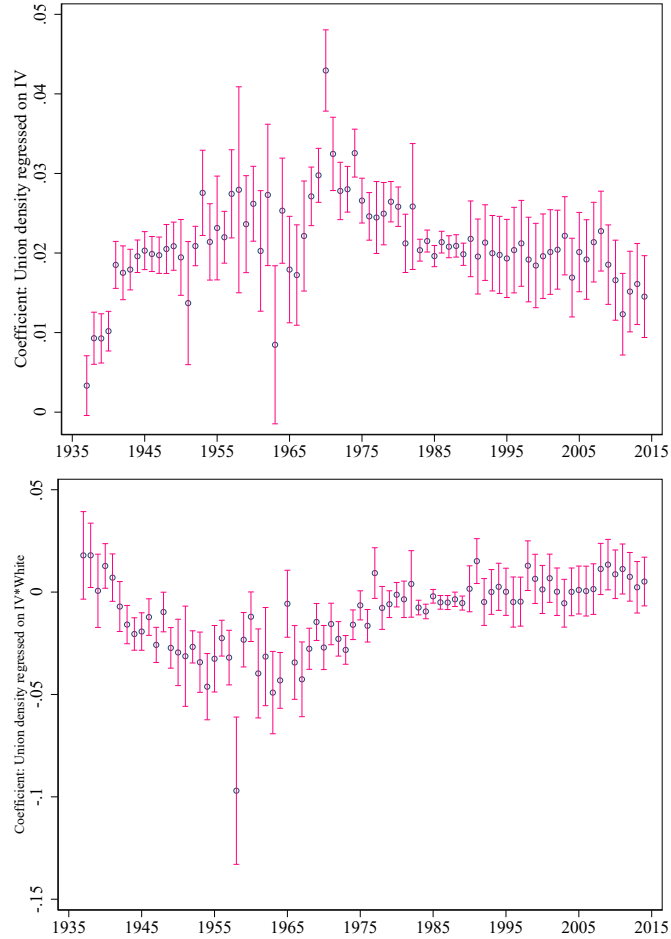 Coefficient: Union density regressed on IV
.05
.04
.03
.02
.01
0
1935 1945 1955 1965 1975 1985 1995 2005 2015
Coefficient: Union density regressed on IV*White
.05
0
-.05
-.1
-.15
1935 1945 1955 1965 1975 1985 1995 2005 2015